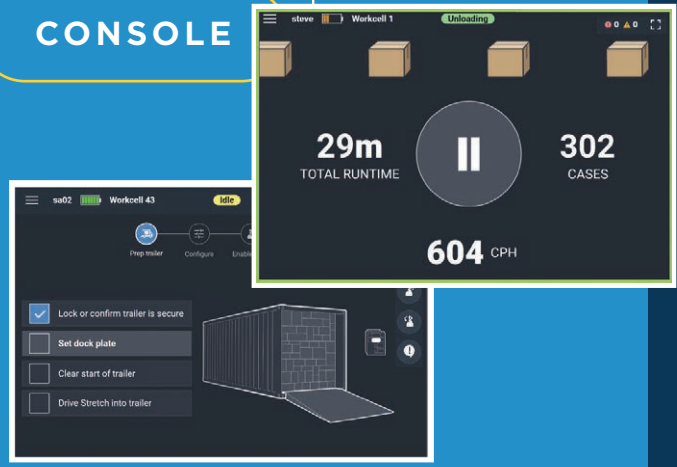 CONSOLE
steve Workcell 1 Unloading 0 0
29m
TOTAL RUNTIME
302
CASES
604 CPH
sa02 Workcell 43 Idle
Prep trailer Configure
Lock or confirm trailer is secure
Set dock plate
Clear start of trailer
Drive Stretch into trailer